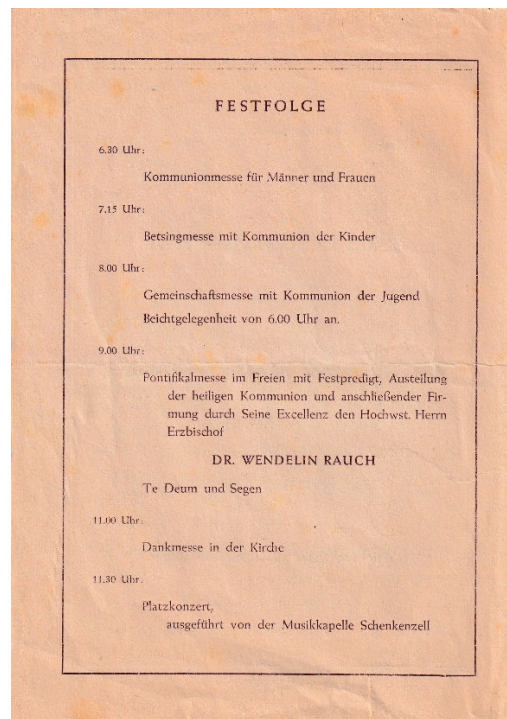 FESTFOLGE
6.30 Uhr:
Kommunionmesse für Männer und Frauen
7.15 Uhr:
Betsingmesse mit Kommunion der Kinder
8.00 Uhr:
Gemeinschaftsmesse mit Kommunion der Jugend
Beichtgelegenheit von 6.00 Uhr an.
9.00 Uhr:
Pontifikalmesse im Freien mit Festpredigt, Austeilung
der heiligen Kommunion und anschließender Fir-
mung durch Seine Excellenz den Hochwst. Herrn
Erzbischof
DR. WENDELIN RAUCH
Te Deum und Segen
11.00 Uhr:
Dankmesse in der Kirche
11.30 Uhr:
Platzkonzert,
ausgeführt von der Musikkapelle Schenkenzell